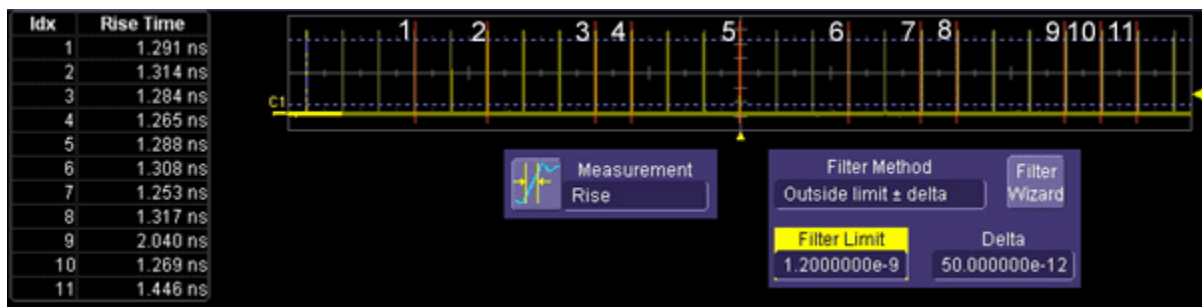 Idx Rise Time
1 1.291 ns
2 1.314 ns
3 1.284 ns
4 1.265 ns
5 1.288 ns
6 1.308 ns
7 1.253 ns
8 1.317 ns
9 2.040 ns
10 1.269 ns
11 1.446 ns
1 2 3 4 5 6 7 8 9 10 11
C1
Measurement
Rise
Filter Method
Outside limit ± delta
Filter Wizard
Filter Limit Delta
1.2000000e-9 50.000000e-12